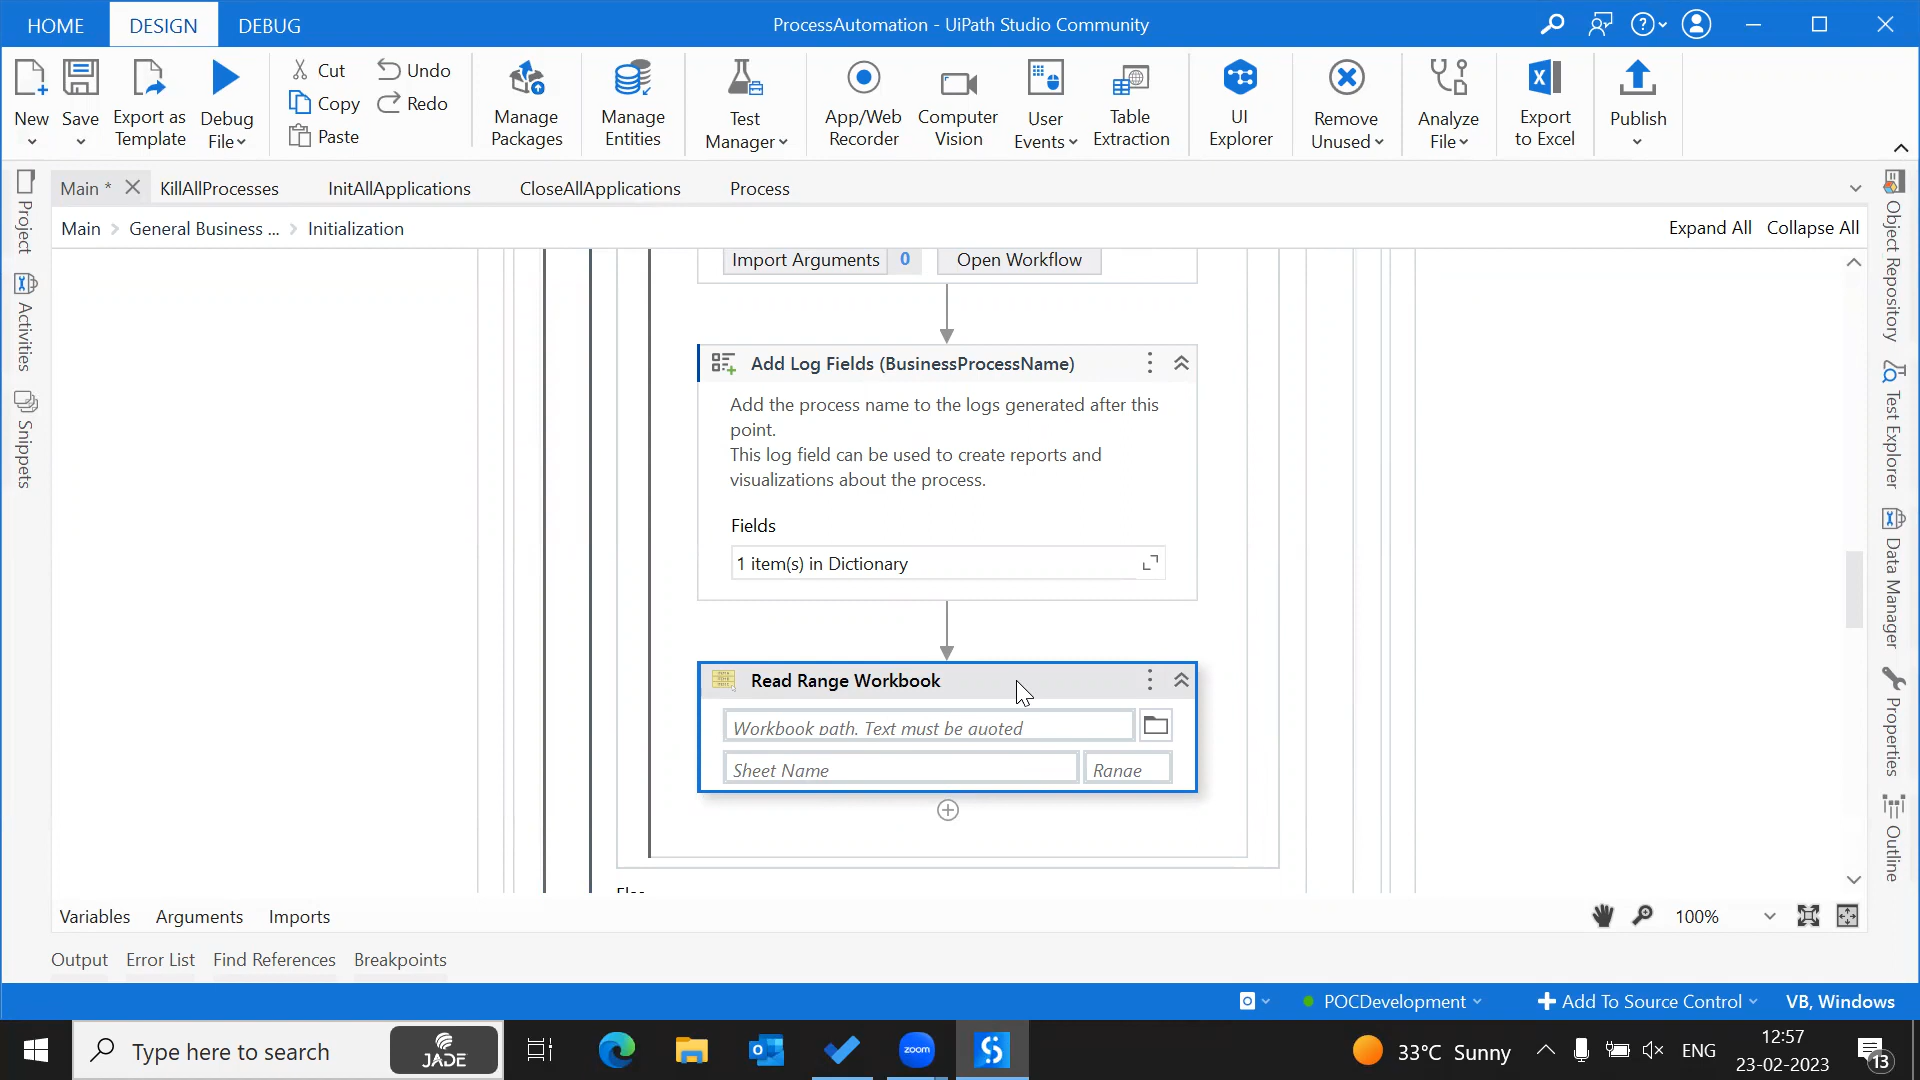 HOME DESIGN DEBUG ProcessAutomation - UiPath Studio Community
New Save Export as Template Debug File Cut Copy Paste Undo Redo
Manage Packages
Manage Entities
Test Manager
App/Web Recorder
Computer Vision
User Events
Table Extraction
UI Explorer
Remove Unused
Analyze File
Export to Excel
Publish
Main * KillAllProcesses InitAllApplications CloseAllApplications Process
Main General Business ... Initialization Expand All Collapse All
Project
Activities
Snippets
Import Arguments 0 Open Workflow
Add Log Fields (BusinessProcessName)
Add the process name to the logs generated after this
point.
This log field can be used to create reports and
visualizations about the process.
Fields
1 item(s) in Dictionary
Read Range Workbook
Workbook path. Text must be quoted
Sheet Name Range
Else
Object Repository
Test Explorer
Data Manager
Properties
Outline
Variables Arguments Imports 100%
Output Error List Find References Breakpoints
POCDevelopment Add To Source Control VB, Windows
Type here to search JADE zoom 33°C Sunny ENG 12:57
23-02-2023 13